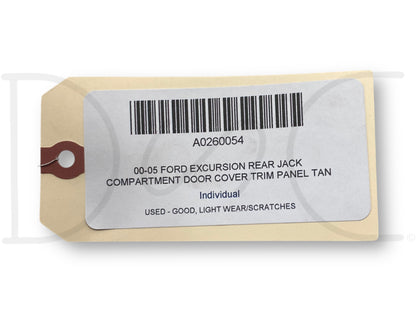 A0260054
00-05 FORD EXCURSION REAR JACK
COMPARTMENT DOOR COVER TRIM PANEL TAN
Individual
USED - GOOD, LIGHT WEAR/SCRATCHES